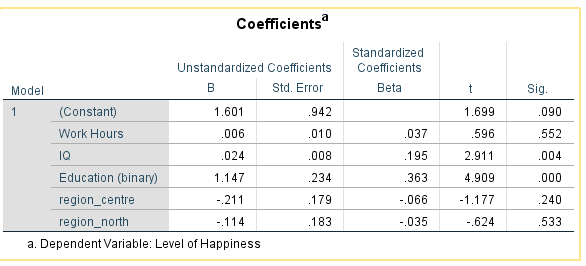 Coefficientsa
Unstandardized Coefficients Standardized Coefficients
Model B Std. Error Beta t Sig.
1 (Constant) 1.601 .942 1.699 .090
Work Hours .006 .010 .037 .596 .552
IQ .024 .008 .195 2.911 .004
Education (binary) 1.147 .234 .363 4.909 .000
region_centre -.211 .179 -.066 -1.177 .240
region_north -.114 .183 -.035 -.624 .533
a. Dependent Variable: Level of Happiness